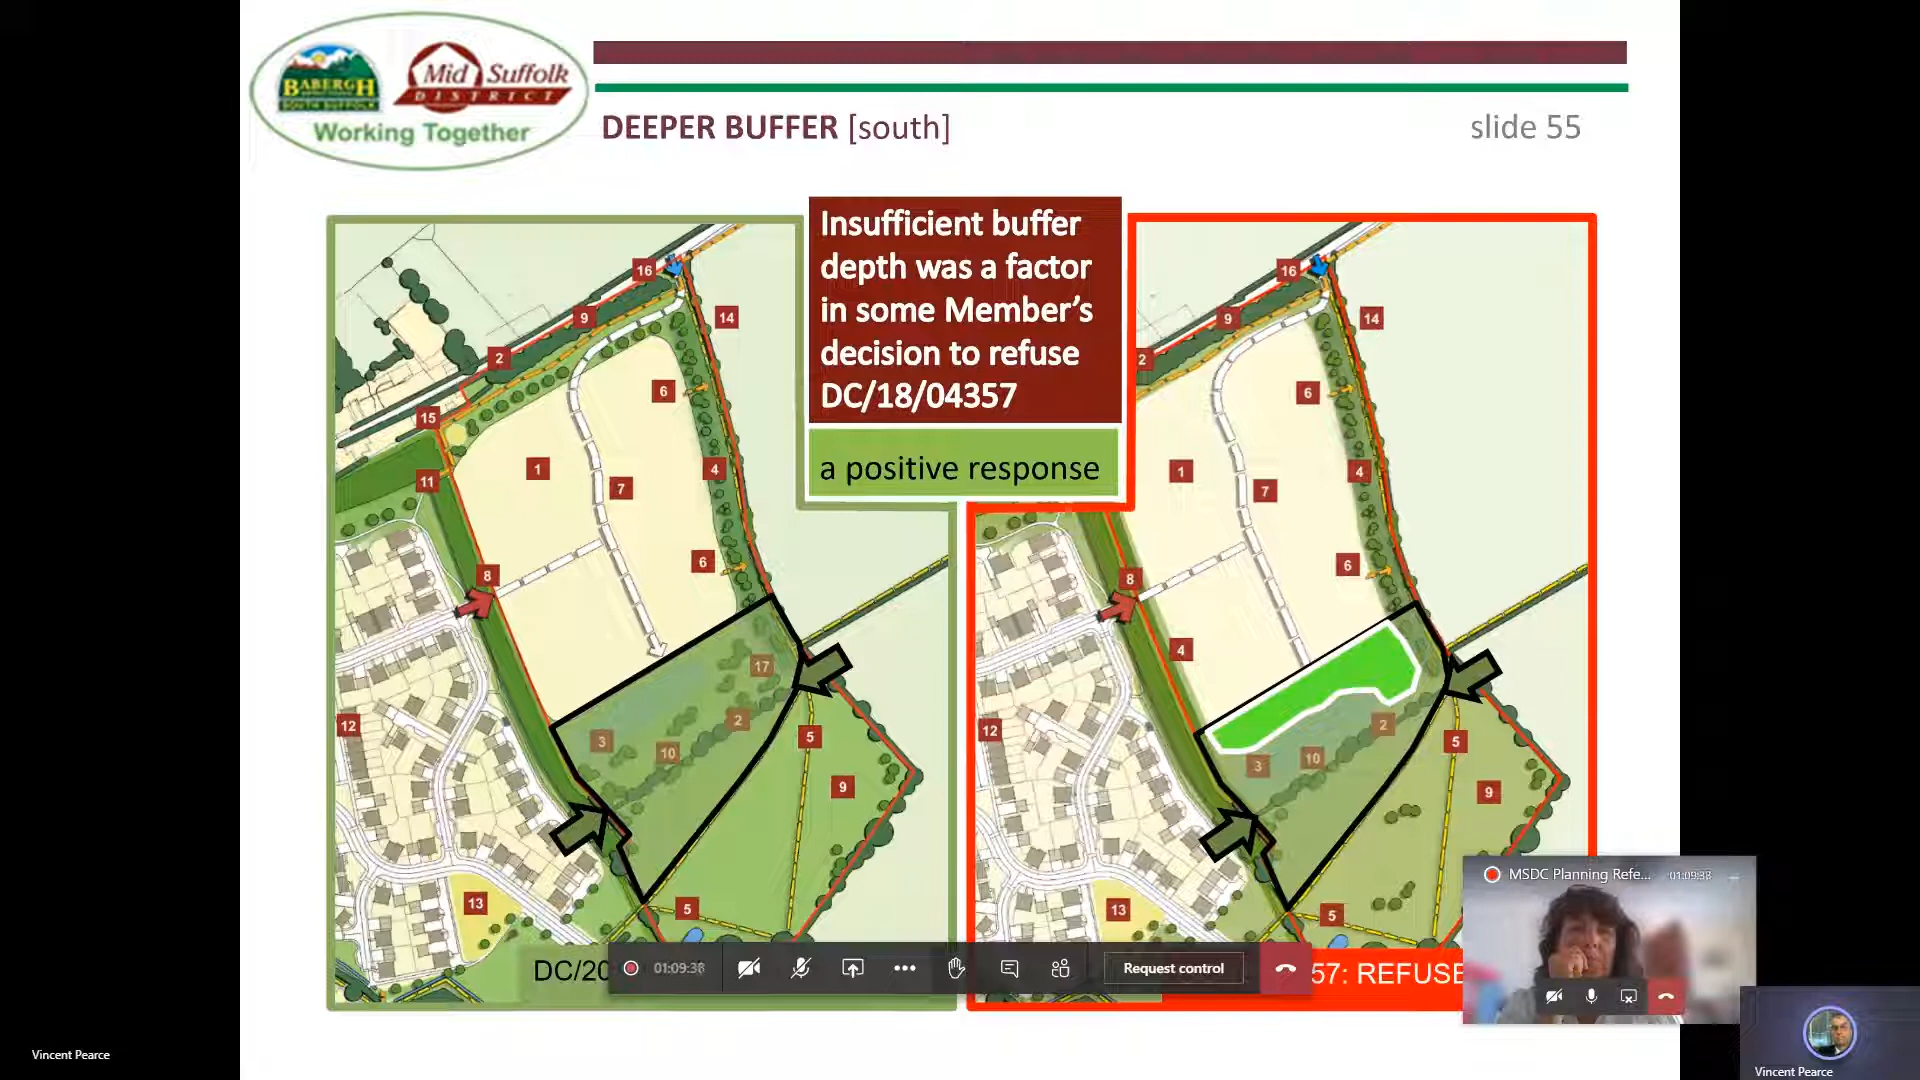 BABERGH
SOUTH SUFFOLK
Mid Suffolk
DISTRICT
Working Together
DEEPER BUFFER [south]
slide 55
Insufficient buffer
depth was a factor
in some Member’s
decision to refuse
DC/18/04357
a positive response
16
9
14
2
6
15
1
4
11
7
6
8
17
2
12
3
10
5
9
13
5
DC/20
16
9
14
2
6
1
4
7
6
8
4
12
2
5
3
10
9
13
5
57: REFUSE
01:09:38
Request control
MSDC Planning Refe...
01:09:38
Vincent Pearce
Vincent Pearce